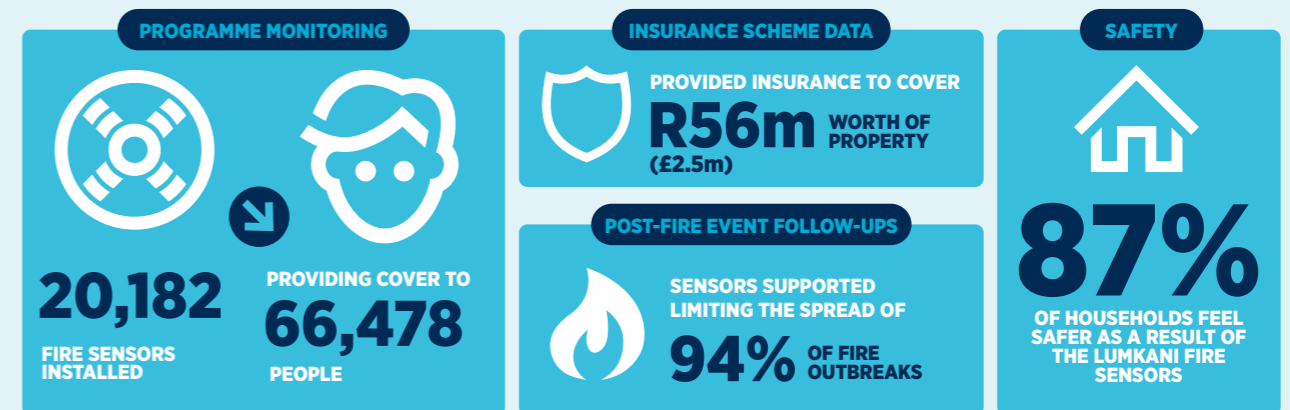 PROGRAMME MONITORING
20,182
FIRE SENSORS
INSTALLED
PROVIDING COVER TO
66,478
PEOPLE
INSURANCE SCHEME DATA
PROVIDED INSURANCE TO COVER
R56m WORTH OF
PROPERTY
(£2.5m)
POST-FIRE EVENT FOLLOW-UPS
SENSORS SUPPORTED
LIMITING THE SPREAD OF
94% OF FIRE
OUTBREAKS
SAFETY
87%
OF HOUSEHOLDS FEEL
SAFER AS A RESULT OF
THE LUMKANI FIRE
SENSORS